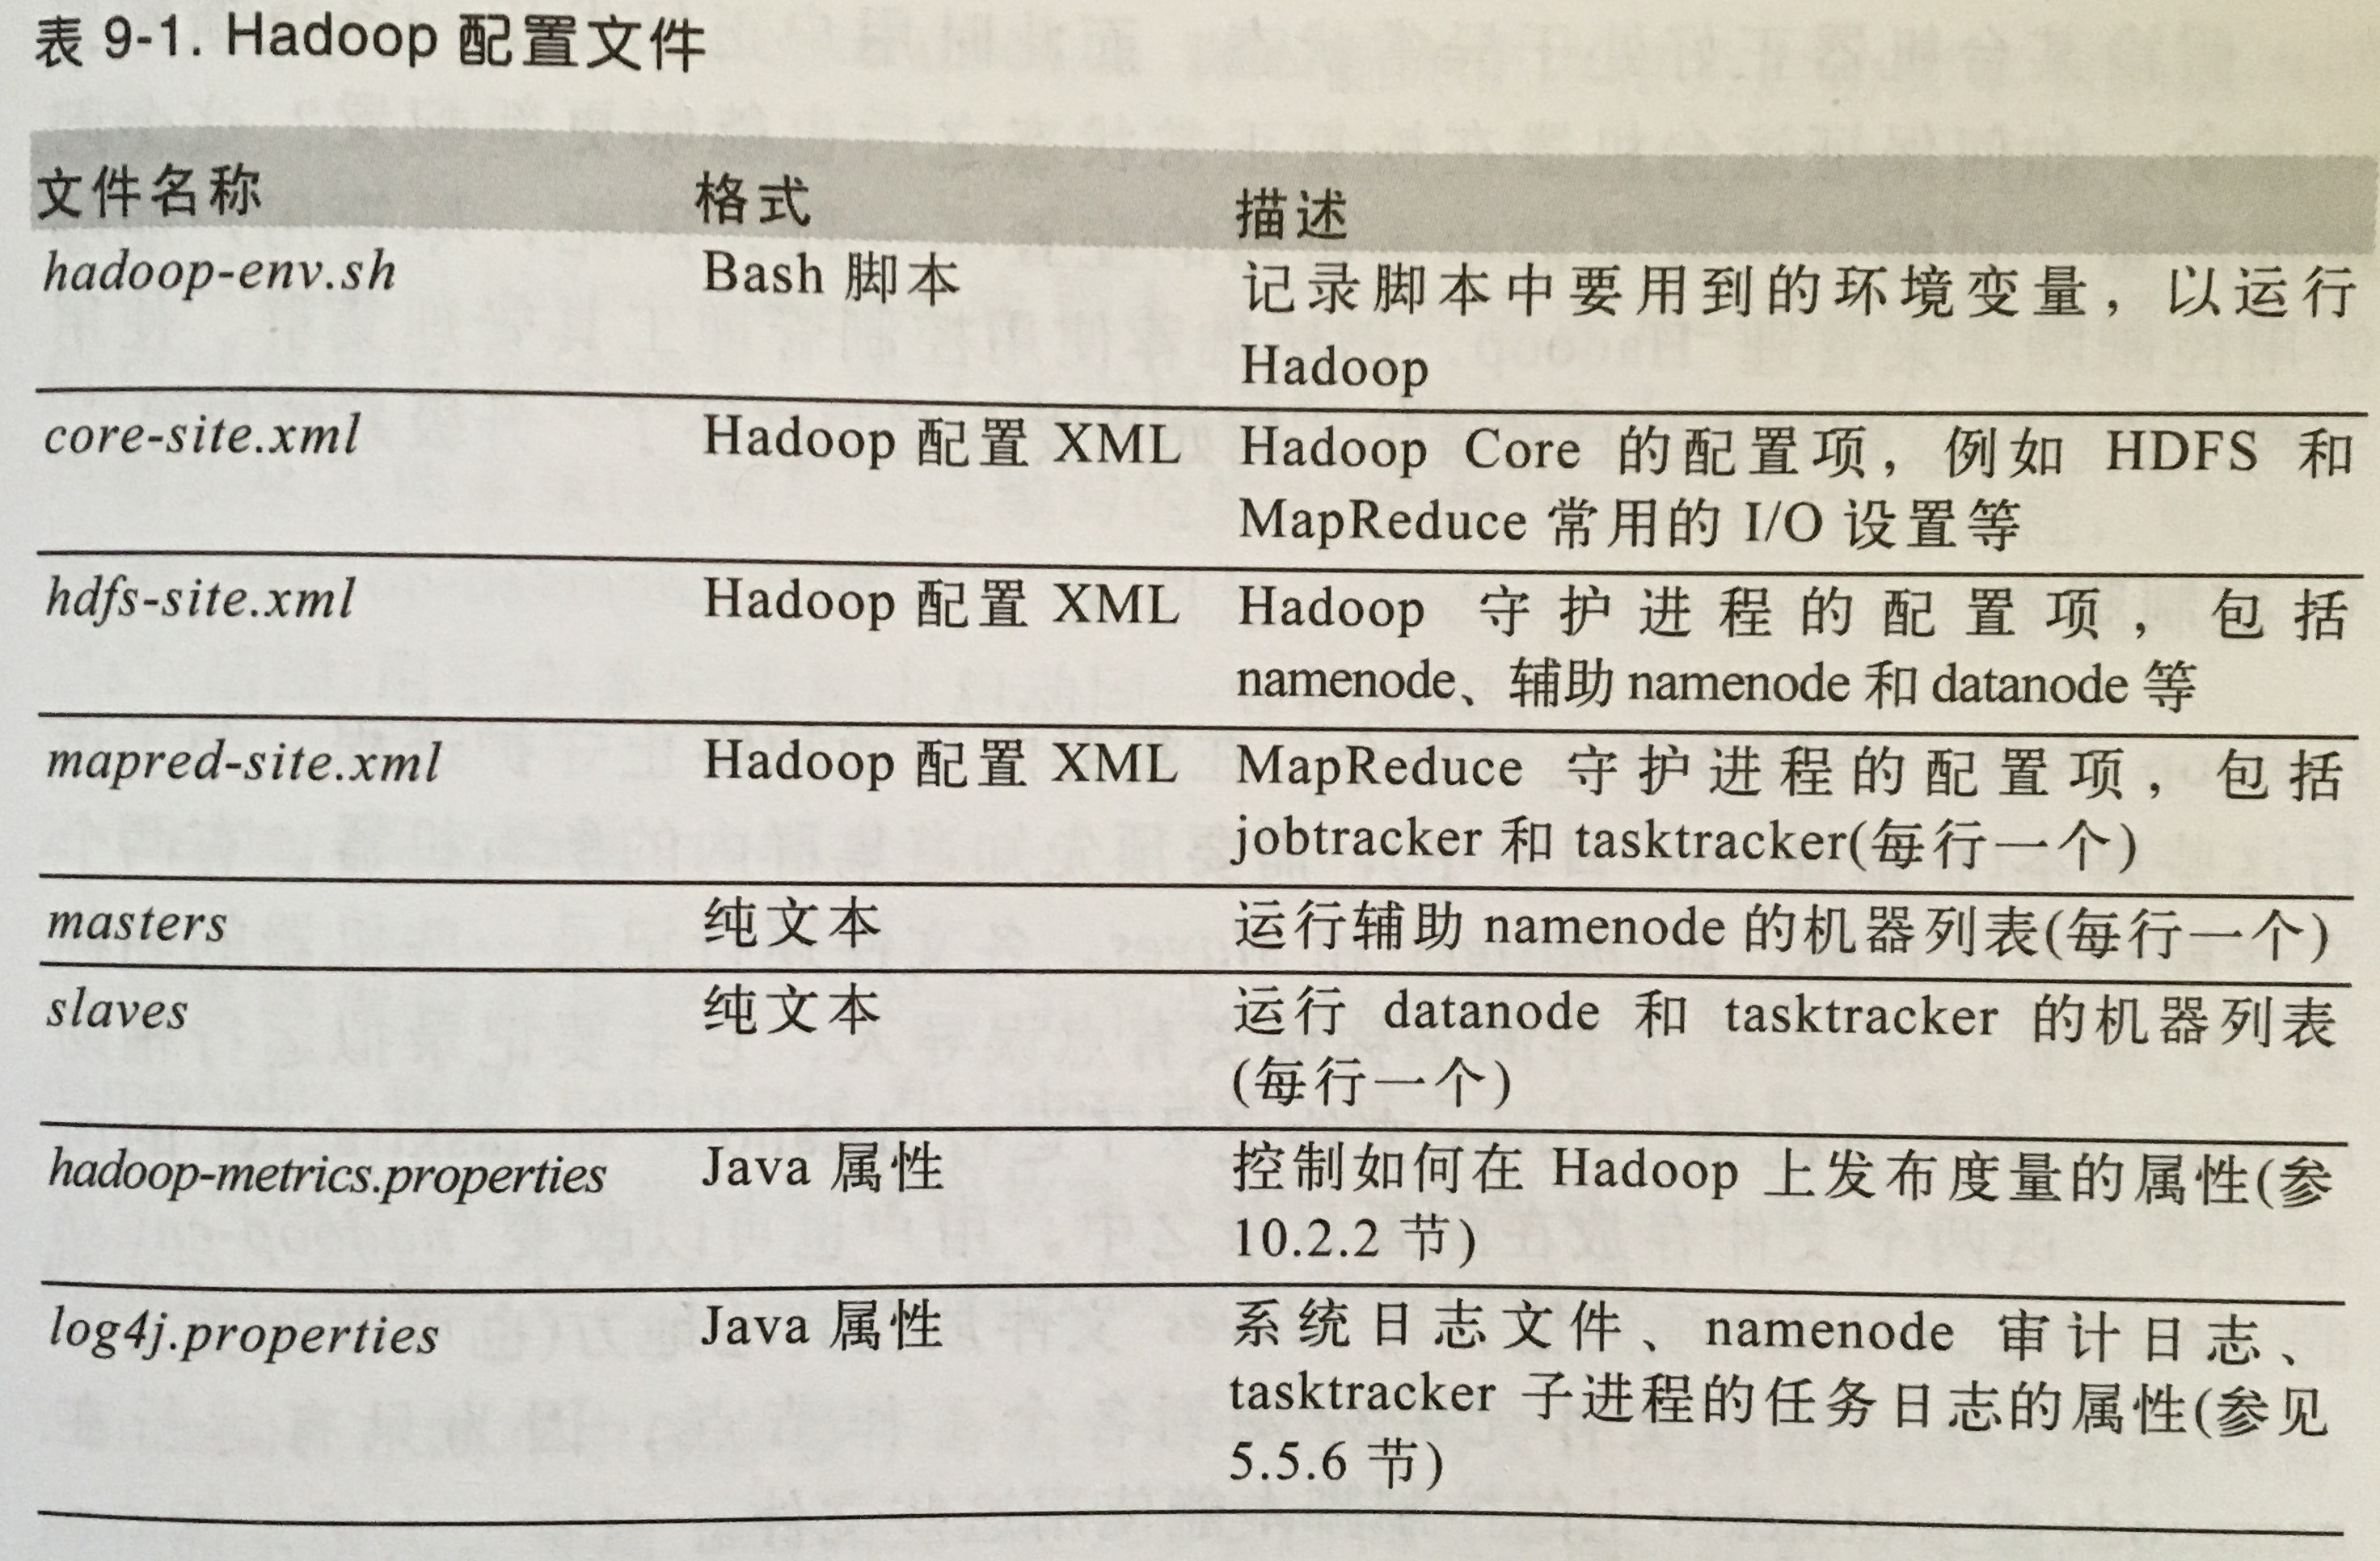 表 9-1. Hadoop 配置文件
文件名称 格式 描述
hadoop-env.sh Bash 脚本 记录脚本中要用到的环境变量，以运行
Hadoop
core-site.xml Hadoop 配置 XML Hadoop Core 的配置项，例如 HDFS 和
MapReduce 常用的 I/O 设置等
hdfs-site.xml Hadoop 配置 XML Hadoop 守护进程的配置项，包括
namenode、辅助 namenode 和 datanode 等
mapred-site.xml Hadoop 配置 XML MapReduce 守护进程的配置项，包括
jobtracker 和 tasktracker(每行一个)
masters 纯文本 运行辅助 namenode 的机器列表(每行一个)
slaves 纯文本 运行 datanode 和 tasktracker 的机器列表
(每行一个)
hadoop-metrics.properties Java 属性 控制如何在 Hadoop 上发布度量的属性(参
10.2.2 节)
log4j.properties Java 属性 系统日志文件、namenode 审计日志、
tasktracker 子进程的任务日志的属性(参见
5.5.6 节)